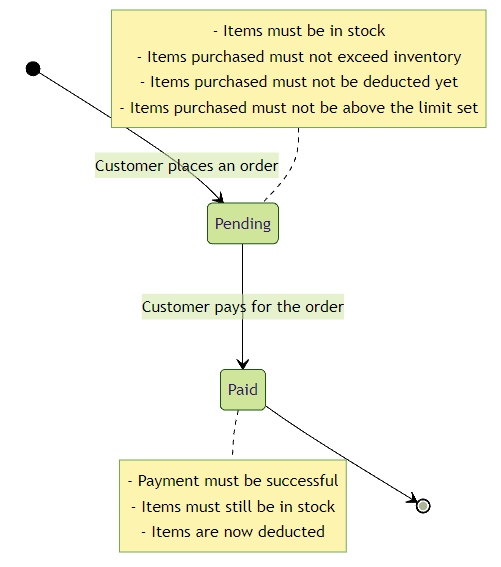 - Items must be in stock
- Items purchased must not exceed inventory
- Items purchased must not be deducted yet
- Items purchased must not be above the limit set
Customer places an order
Pending
Customer pays for the order
Paid
- Payment must be successful
- Items must still be in stock
- Items are now deducted